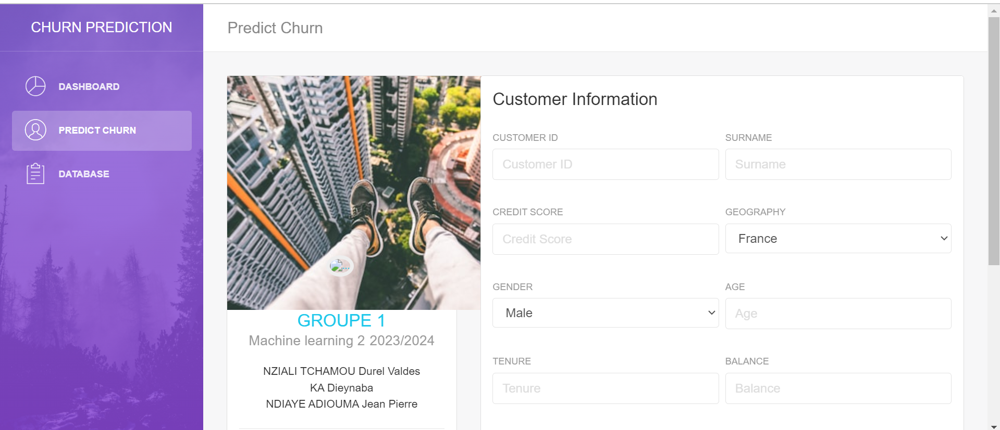 CHURN PREDICTION
DASHBOARD
PREDICT CHURN
DATABASE
Predict Churn
...
GROUPE 1
Machine learning 2 2023/2024
NZIALI TCHAMOU Durel Valdes
KA Dieynaba
NDIAYE ADIOUMA Jean Pierre
Customer Information
CUSTOMER ID
Customer ID
SURNAME
Surname
CREDIT SCORE
Credit Score
GEOGRAPHY
France
GENDER
Male
AGE
Age
TENURE
Tenure
BALANCE
Balance